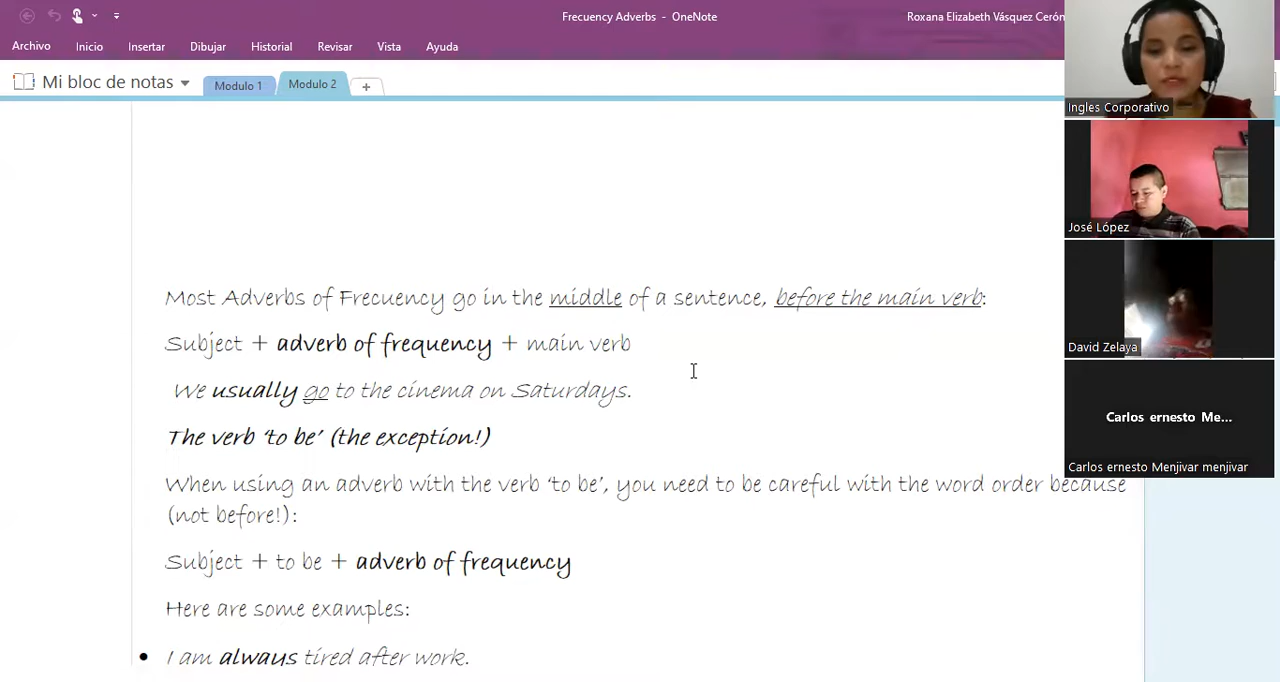 Frecuency Adverbs - OneNote
Roxana Elizabeth Vásquez Cerón
Archivo Inicio Insertar Dibujar Historial Revisar Vista Ayuda
Mi bloc de notas Modulo 1 Modulo 2 +
Ingles Corporativo
José López
David Zelaya
Carlos ernesto Me...
Carlos ernesto Menjivar menjivar
Most Adverbs of Frecuency go in the middle of a sentence, before the main verb:
Subject + adverb of frequency + main verb
We usually go to the cinema on Saturdays.
The verb ‘to be’ (the exception!)
When using an adverb with the verb ‘to be’, you need to be careful with the word order because
(not before!):
Subject + to be + adverb of frequency
Here are some examples:
• I am always tired after work.